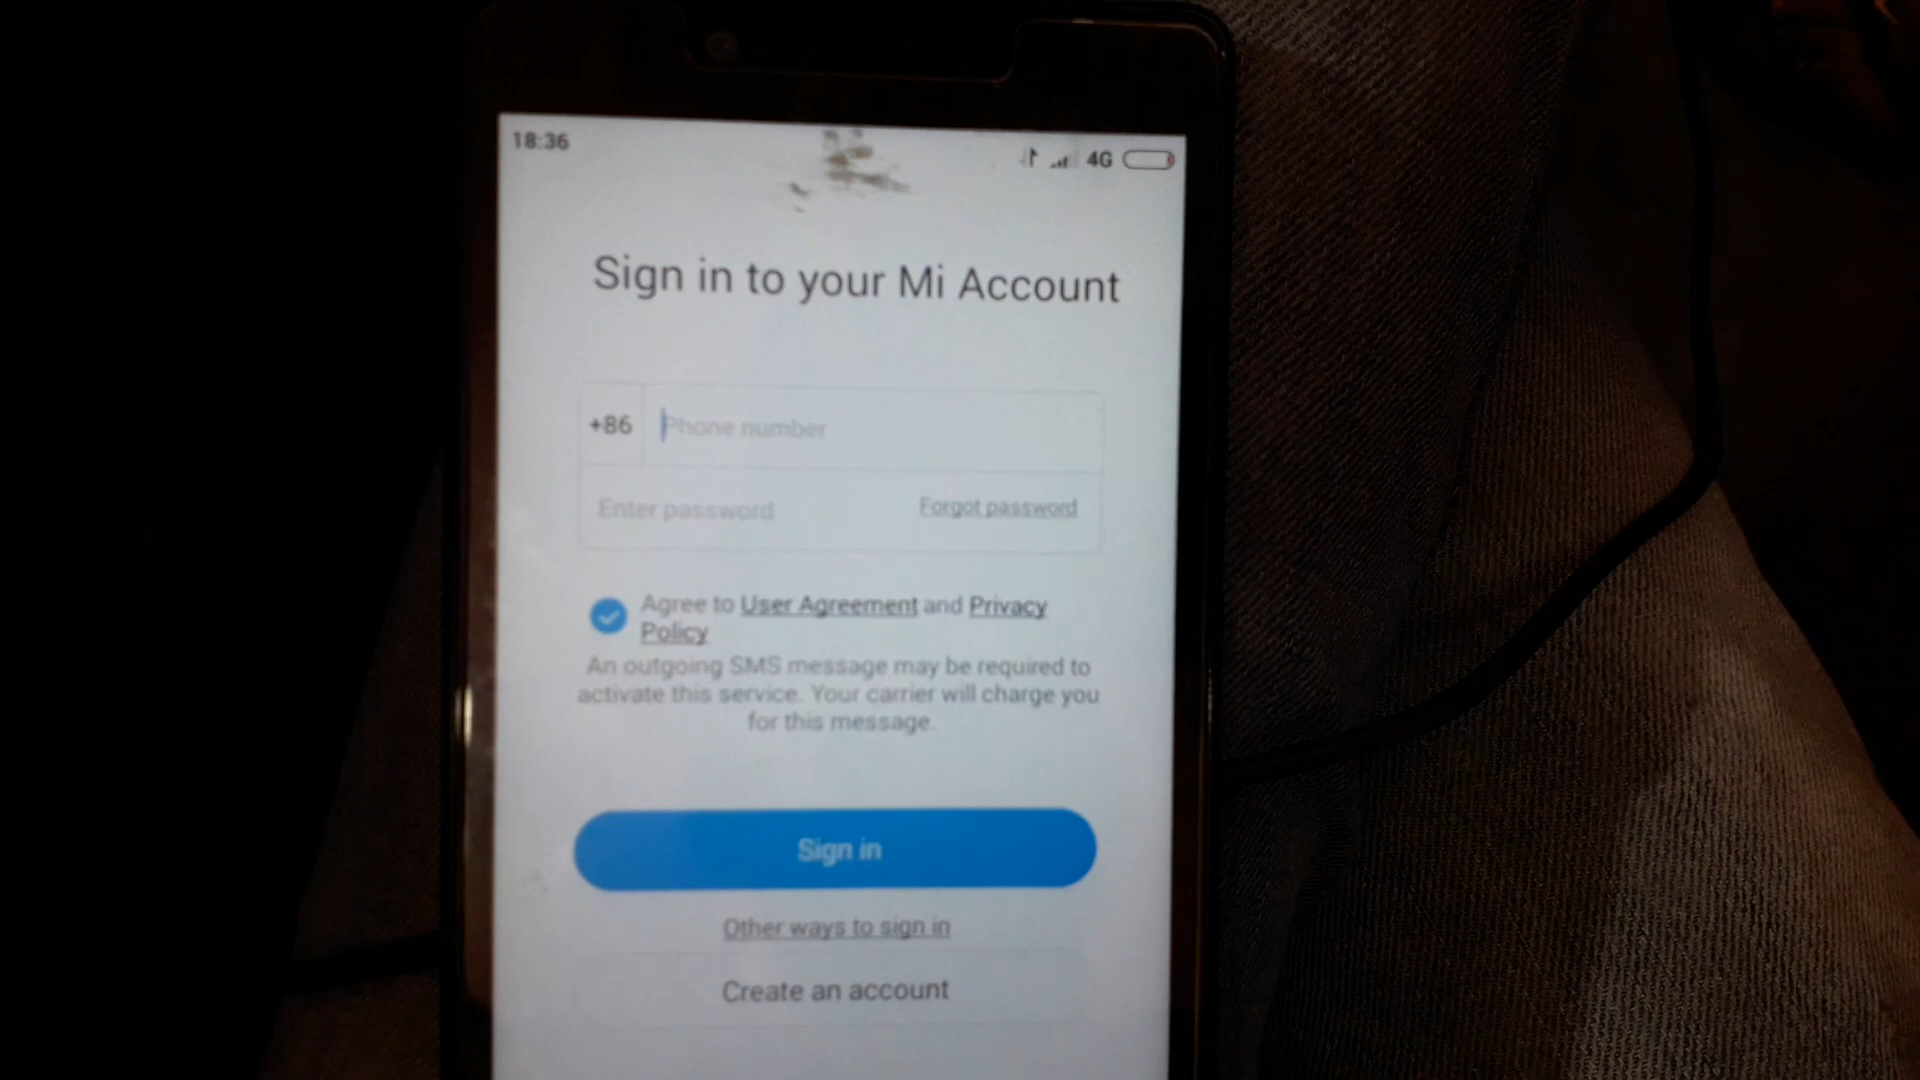 18:36
4G
Sign in to your Mi Account
+86 Phone number
Enter password Forgot password
Agree to User Agreement and Privacy
Policy
An outgoing SMS message may be required to
activate this service. Your carrier will charge you
for this message.
Sign in
Other ways to sign in
Create an account